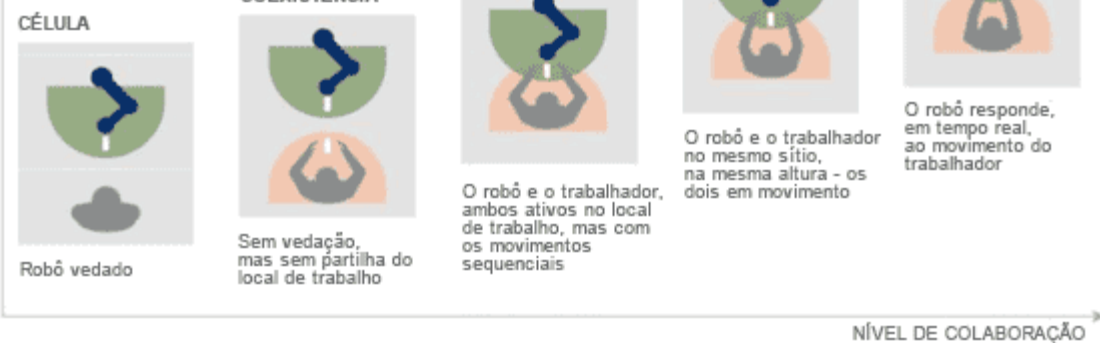 CÉLULA
Robô vedado
COEXISTÊNCIA
Sem vedação,
mas sem partilha do
local de trabalho
O robô e o trabalhador,
ambos ativos no local
de trabalho, mas com
os movimentos
sequenciais
O robô e o trabalhador
no mesmo sítio,
na mesma altura - os
dois em movimento
O robô responde,
em tempo real,
ao movimento do
trabalhador
NÍVEL DE COLABORAÇÃO